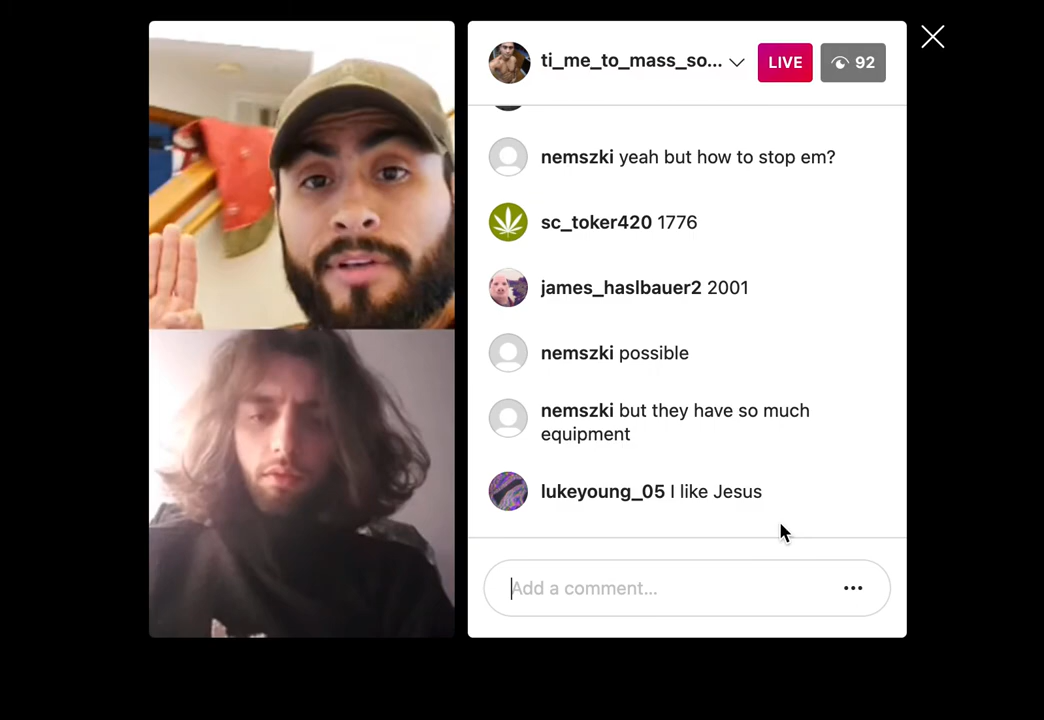 ti_me_to_mass_so...
LIVE
92
nemszki yeah but how to stop em?
sc_toker420 1776
james_haslbauer2 2001
nemszki possible
nemszki but they have so much
equipment
lukeyoung_05 I like Jesus
Add a comment...